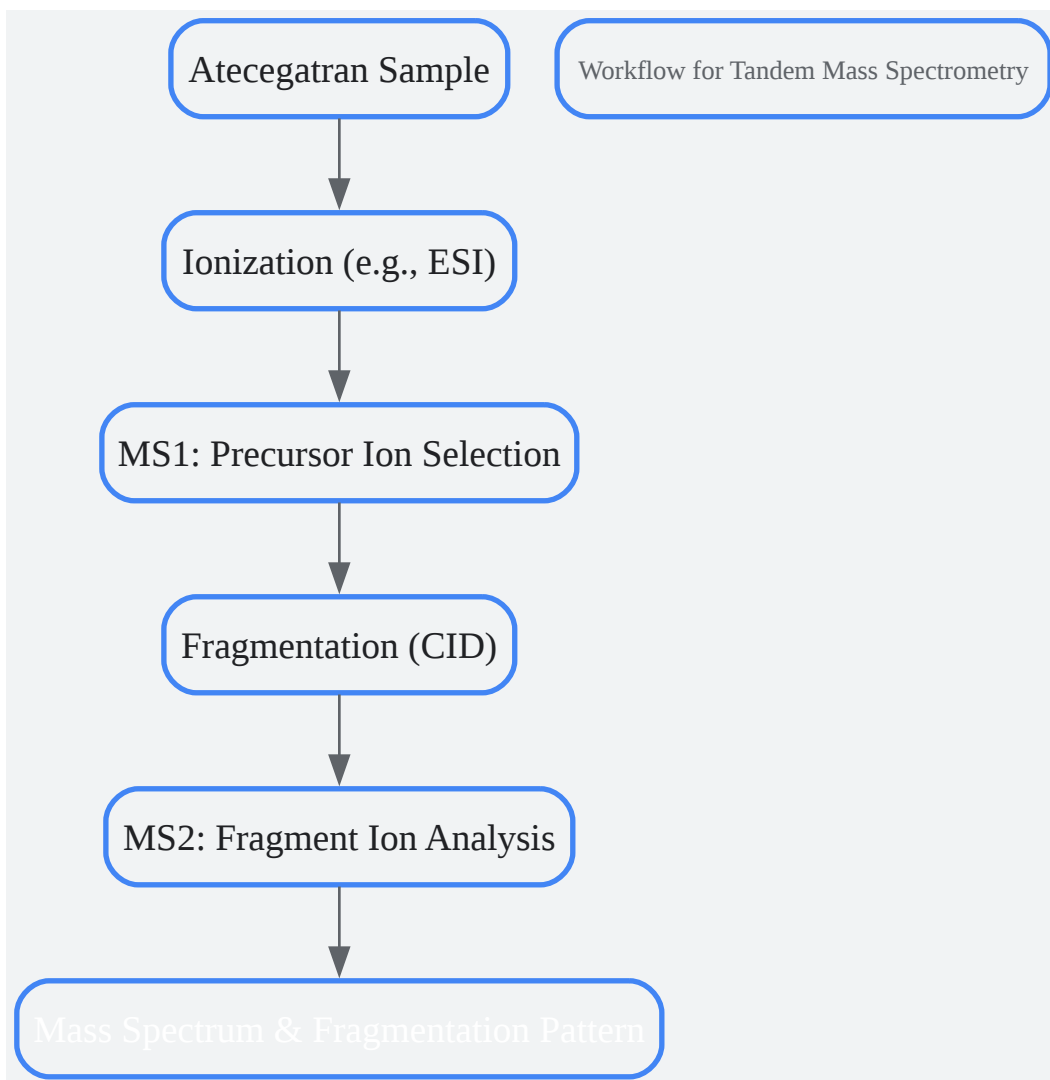 Atecegatran Sample
Workflow for Tandem Mass Spectrometry
Ionization (e.g., ESI)
MS1: Precursor Ion Selection
Fragmentation (CID)
MS2: Fragment Ion Analysis
Mass Spectrum & Fragmentation Pattern